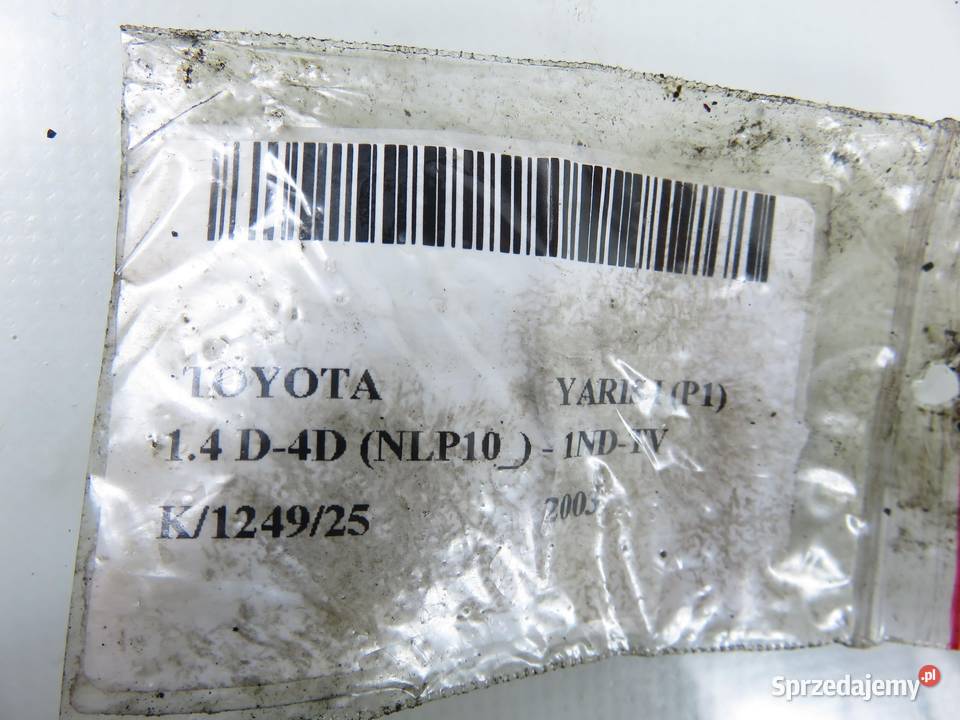 TOYOTA YARIS I (P1)
1.4 D-4D (NLP10_) - 1ND-TV
K/1249/25 2003
Sprzedajemy.pl